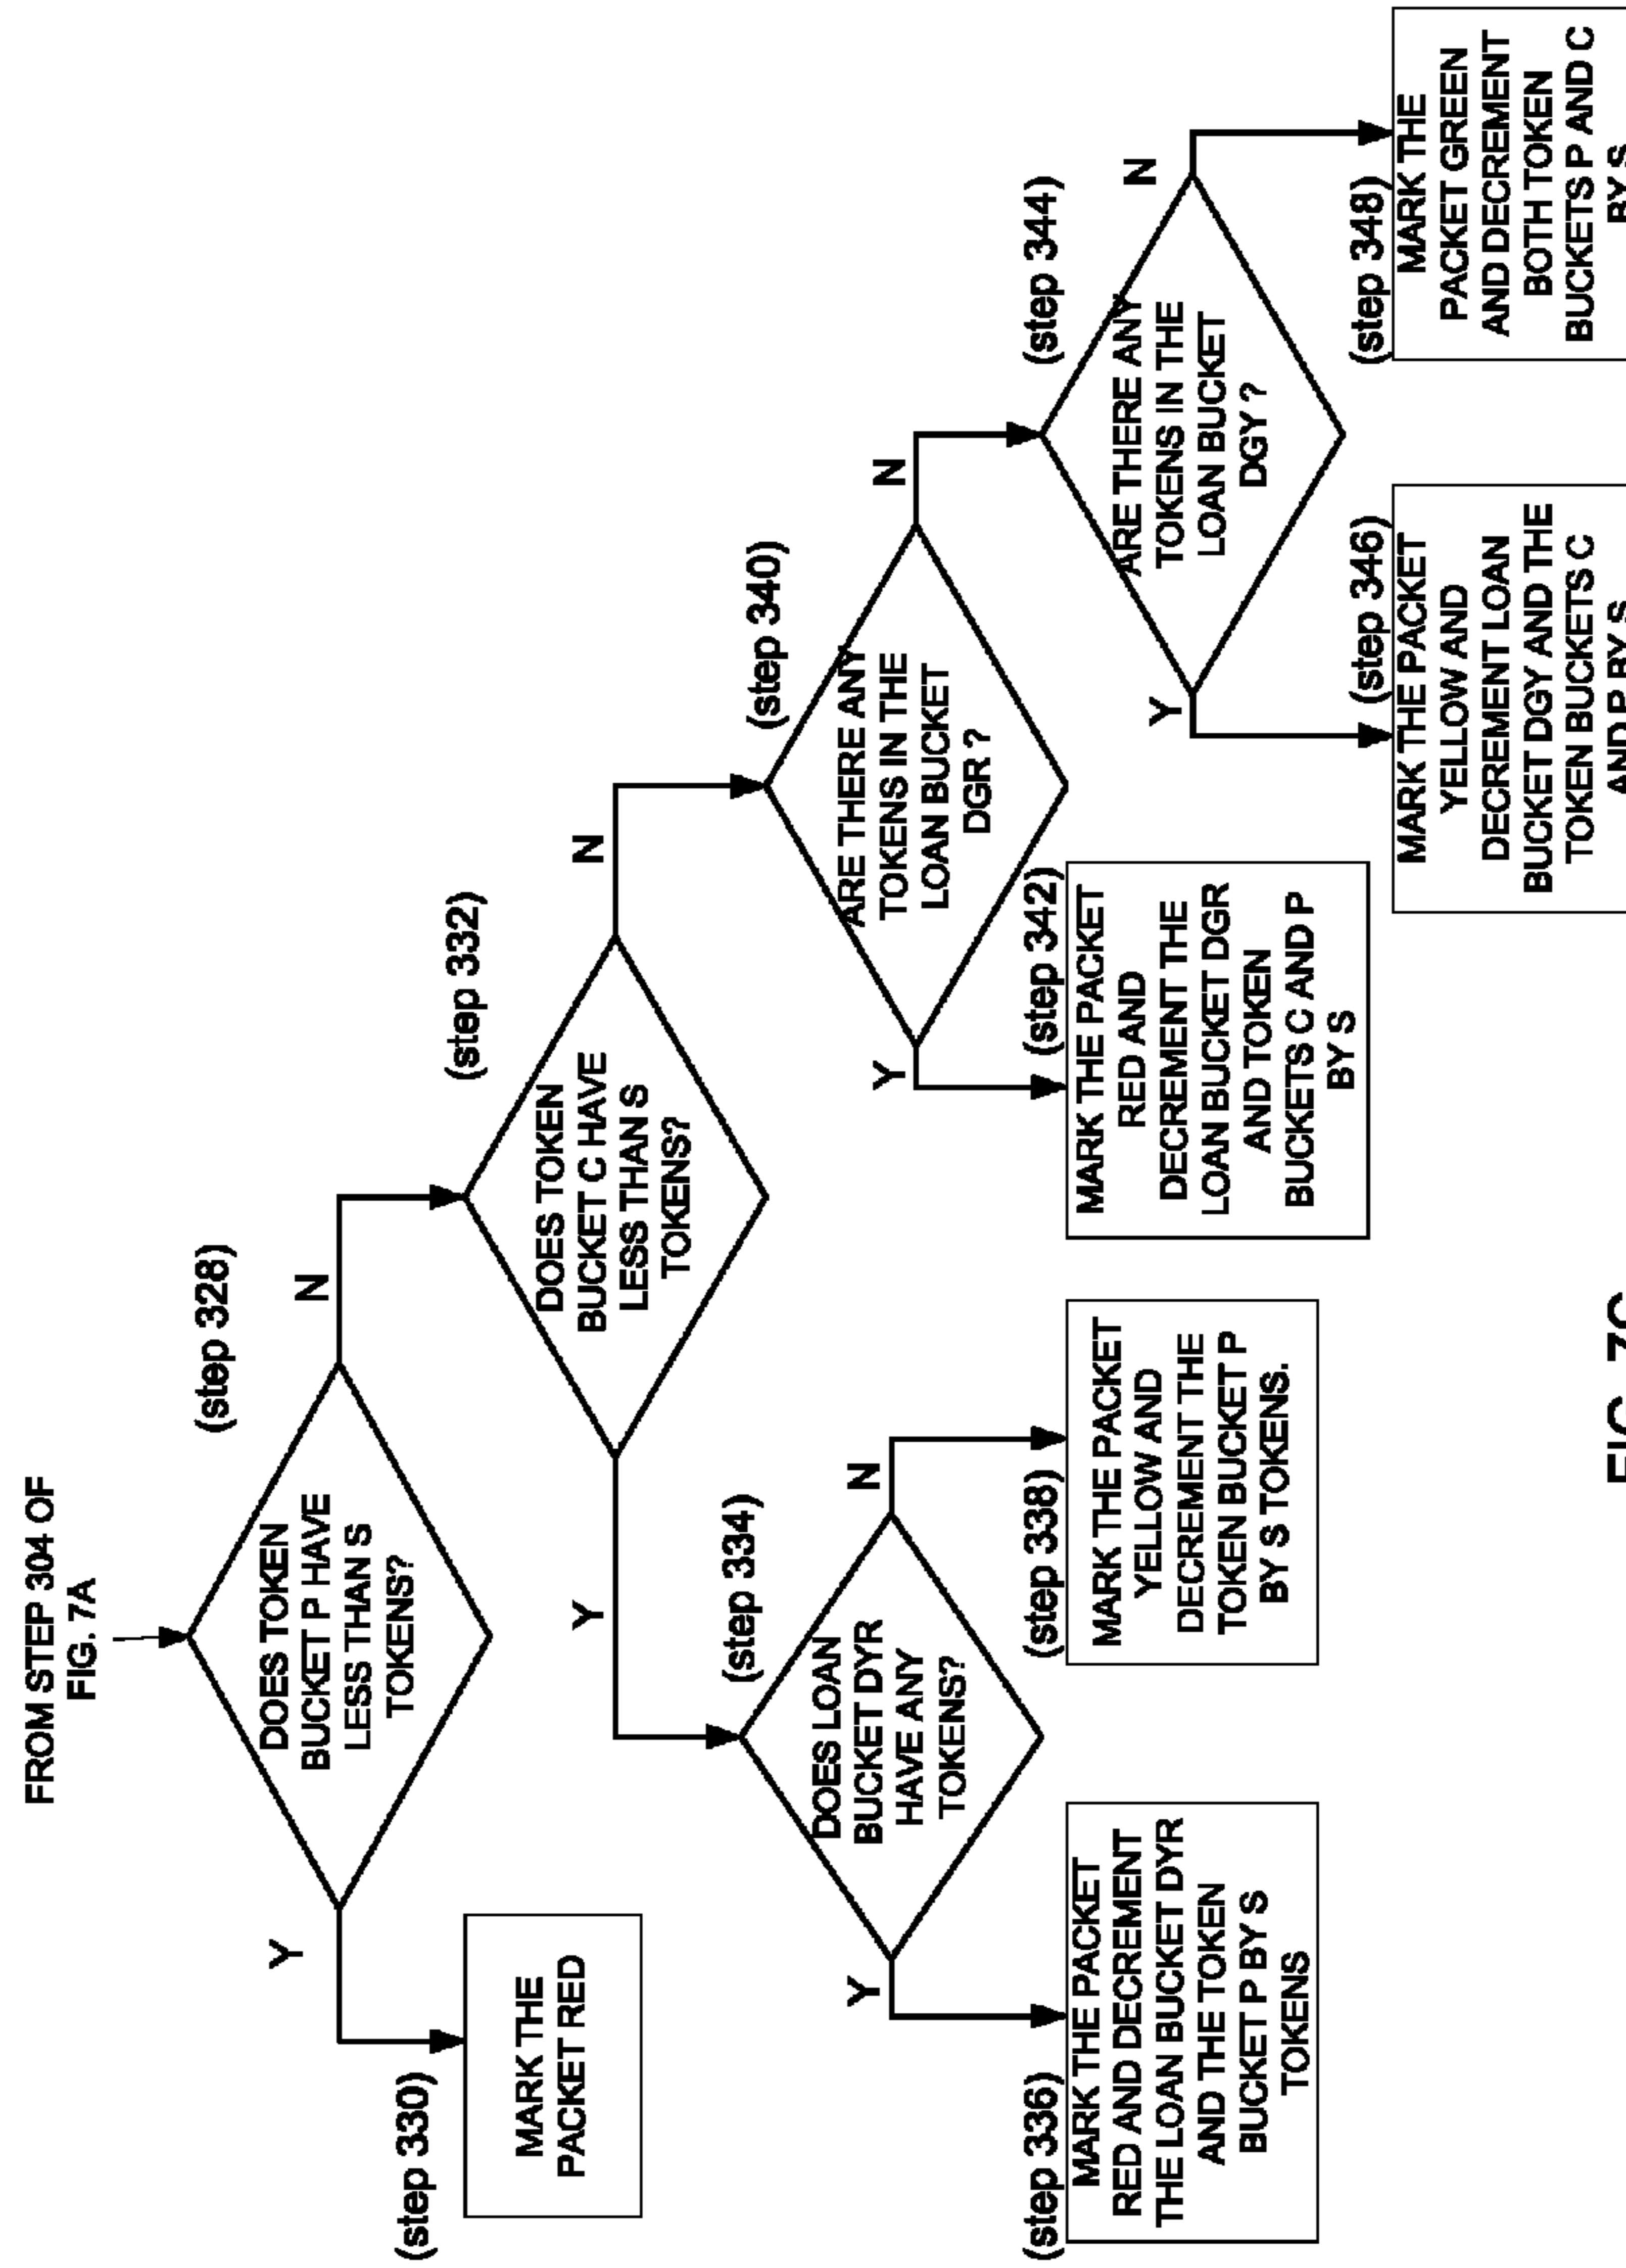 FROM STEP 304 OF
FIG. 7A
(step 328)
DOES TOKEN
BUCKET P HAVE
LESS THAN S
TOKENS?
Y
N
(step 330)
MARK THE
PACKET RED
(step 332)
DOES TOKEN
BUCKET C HAVE
LESS THAN S
TOKENS?
Y
N
(step 334)
DOES LOAN
BUCKET DYR
HAVE ANY
TOKENS?
Y
N
(step 336)
MARK THE PACKET
RED AND DECREMENT
THE LOAN BUCKET DYR
AND THE TOKEN
BUCKET P BY S
TOKENS
(step 338)
MARK THE PACKET
YELLOW AND
DECREMENT THE
TOKEN BUCKET P
BY S TOKENS.
(step 340)
ARE THERE ANY
TOKENS IN THE
LOAN BUCKET
DGR ?
Y
N
(step 342)
MARK THE PACKET
RED AND
DECREMENT THE
LOAN BUCKET DGR
AND TOKEN
BUCKETS C AND P
BY S
(step 344)
ARE THERE ANY
TOKENS IN THE
LOAN BUCKET
DGY ?
Y
N
(step 346)
MARK THE PACKET
YELLOW AND
DECREMENT LOAN
BUCKET DGY AND THE
TOKEN BUCKETS C
AND P BY S
(step 348)
MARK THE
PACKET GREEN
AND DECREMENT
BOTH TOKEN
BUCKETS P AND C
BY S
FIG. 7C